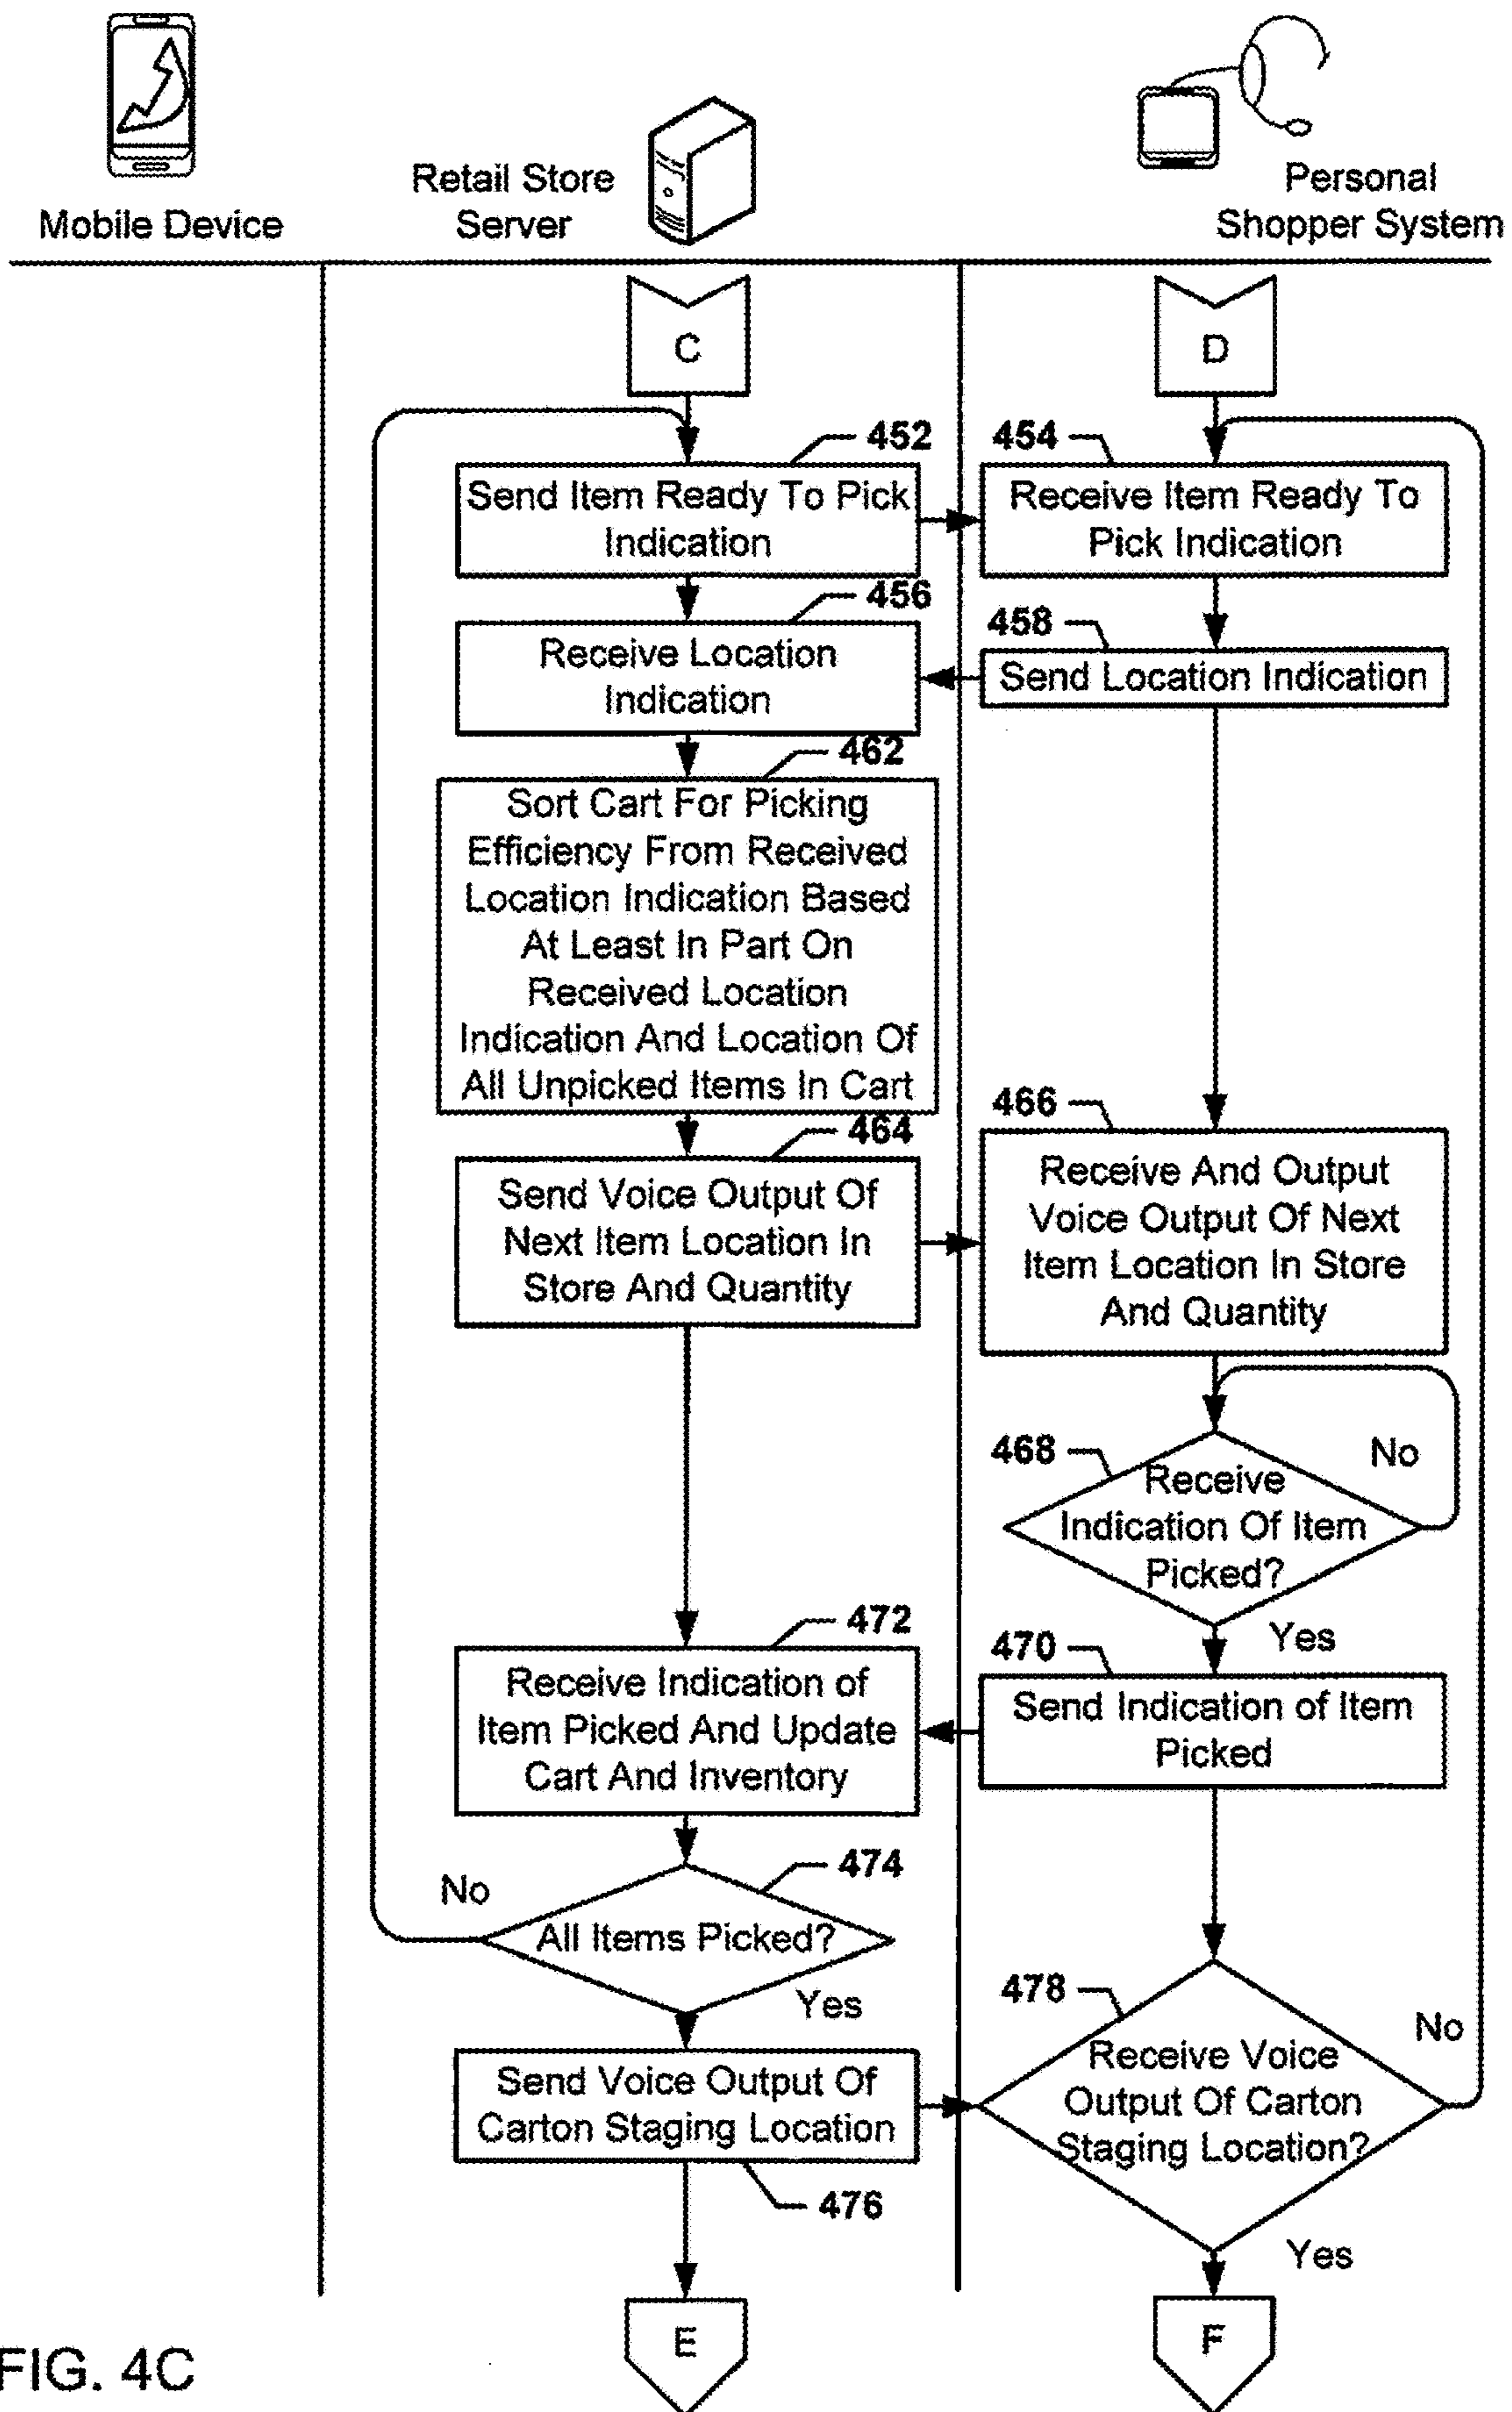 Mobile Device
Retail Store
Server
Personal
Shopper System
C
D
452
Send Item Ready To Pick
Indication
454
Receive Item Ready To
Pick Indication
456
Receive Location
Indication
458
Send Location Indication
462
Sort Cart For Picking
Efficiency From Received
Location Indication Based
At Least In Part On
Received Location
Indication And Location Of
All Unpicked Items In Cart
464
Send Voice Output Of
Next Item Location In
Store And Quantity
466
Receive And Output
Voice Output Of Next
Item Location In Store
And Quantity
468
Receive
Indication Of Item
Picked?
No
Yes
470
Send Indication of Item
Picked
472
Receive Indication of
Item Picked And Update
Cart And Inventory
474
All Items Picked?
No
Yes
476
Send Voice Output Of
Carton Staging Location
478
Receive Voice
Output Of Carton
Staging Location?
No
Yes
E
F
FIG. 4C